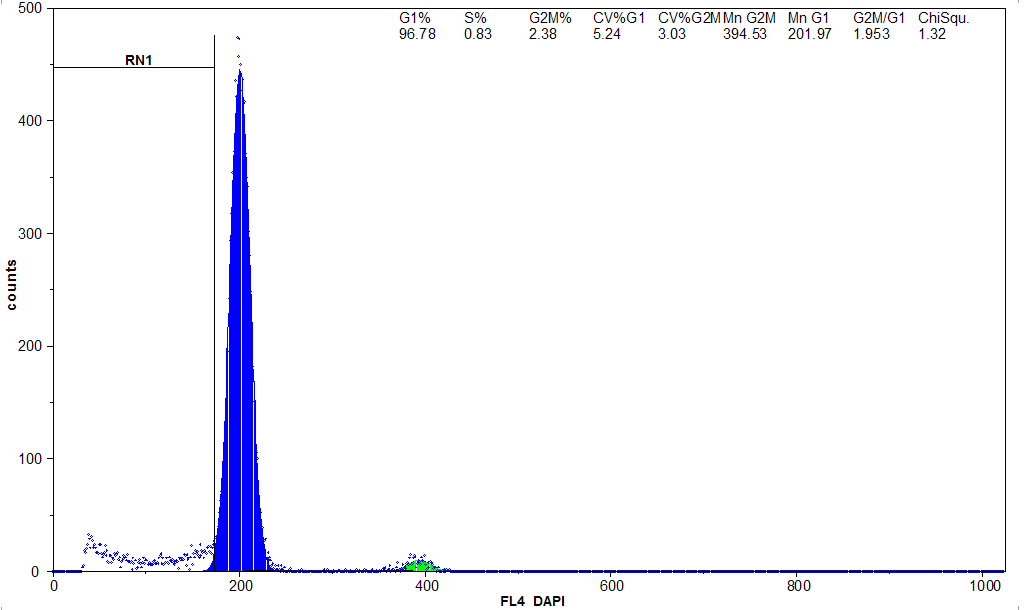 G1% S% G2M% CV%G1 CV%G2M Mn G2M Mn G1 G2M/G1 ChiSqu.
96.78 0.83 2.38 5.24 3.03 394.53 201.97 1.953 1.32
RN1
500
400
300
200
100
0
counts
0 200 400 600 800 1000
FL4 DAPI